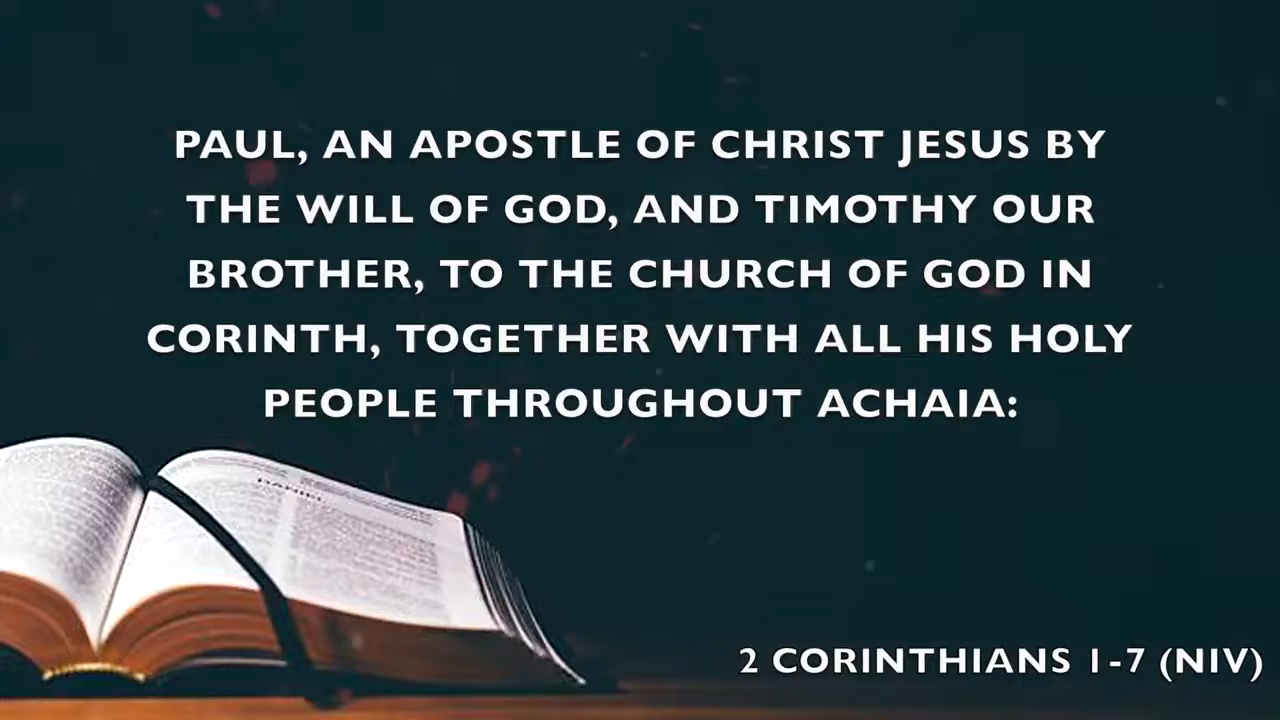 PAUL, AN APOSTLE OF CHRIST JESUS BY
THE WILL OF GOD, AND TIMOTHY OUR
BROTHER, TO THE CHURCH OF GOD IN
CORINTH, TOGETHER WITH ALL HIS HOLY
PEOPLE THROUGHOUT ACHAIA:
DANIEL
2 CORINTHIANS 1-7 (NIV)